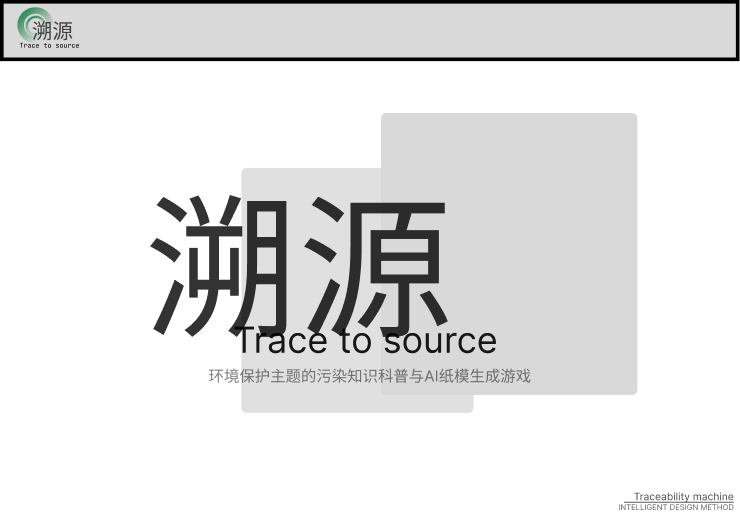 溯源
Trace to source
溯源
Trace to source
环境保护主题的污染知识科普与AI纸模生成游戏
Traceability machine
INTELLIGENT DESIGN METHOD